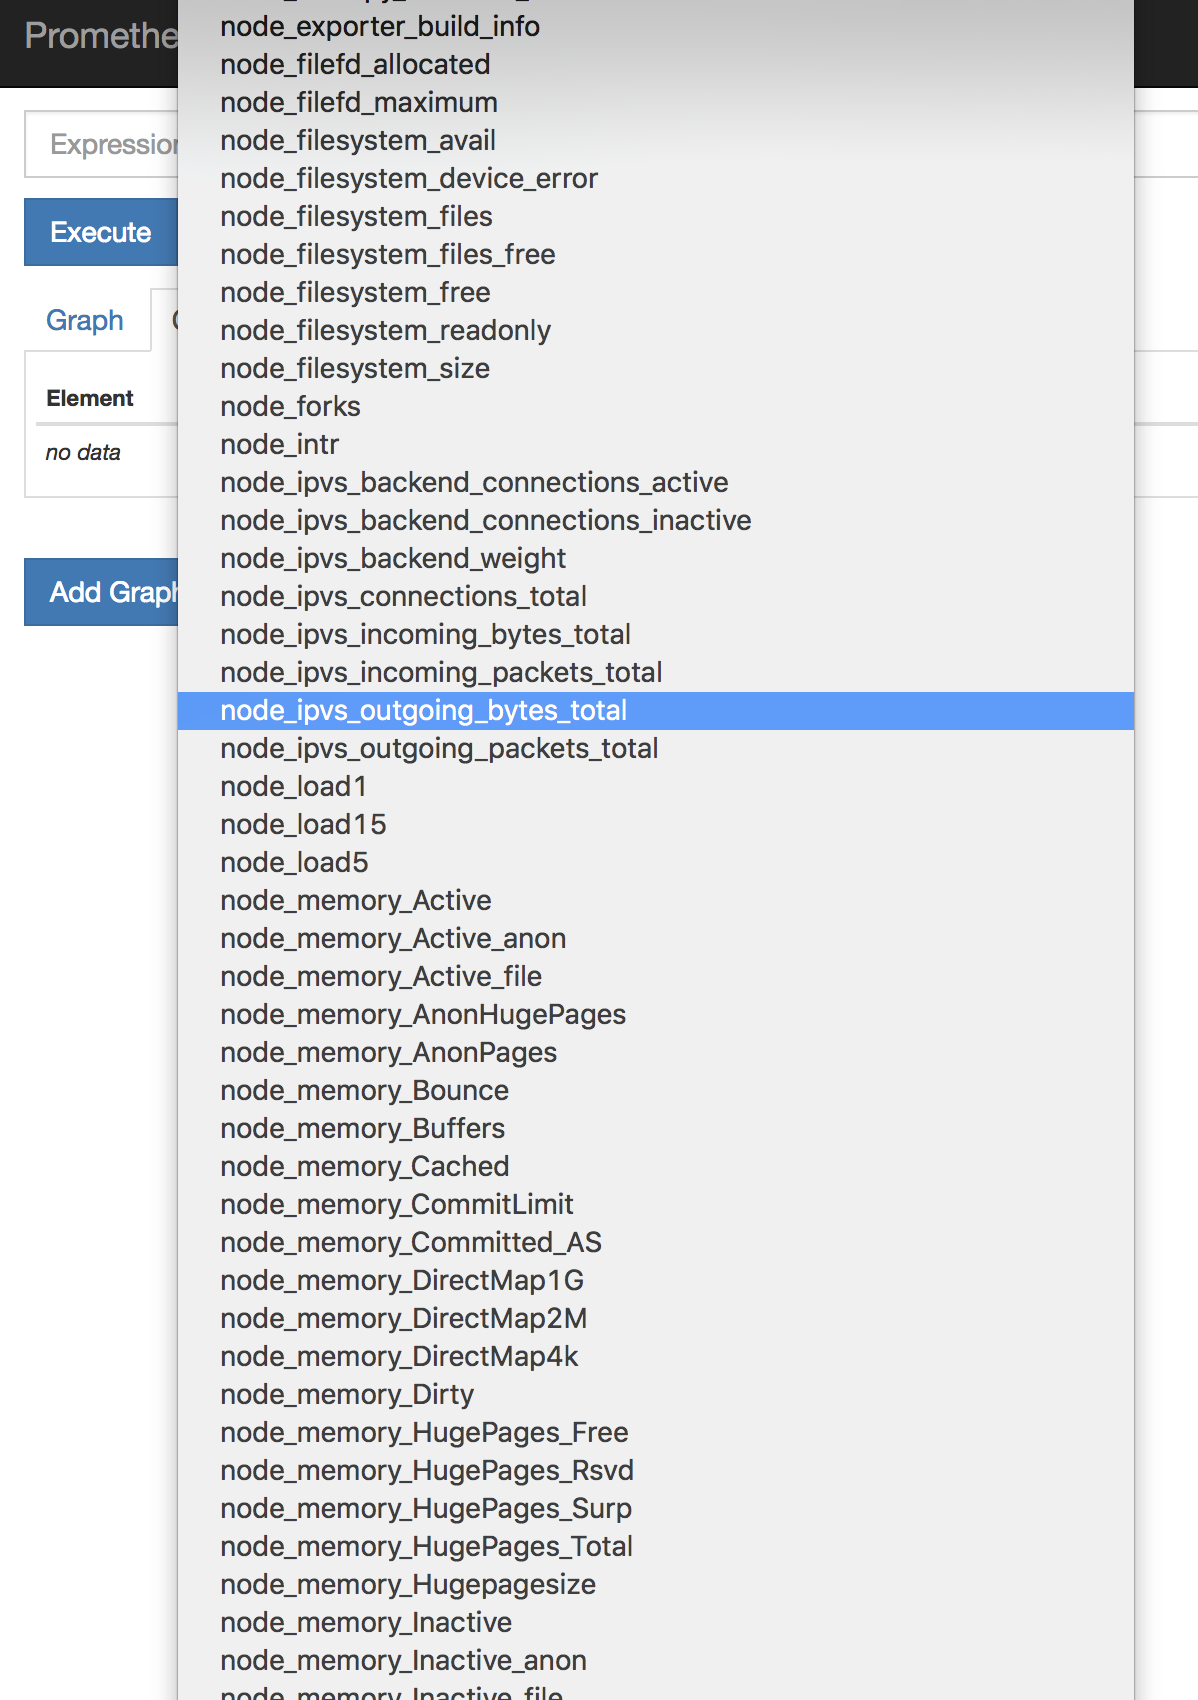 Promethe
Expression
Execute
Graph
Element
no data
Add Graph
node_exporter_build_info
node_filefd_allocated
node_filefd_maximum
node_filesystem_avail
node_filesystem_device_error
node_filesystem_files
node_filesystem_files_free
node_filesystem_free
node_filesystem_readonly
node_filesystem_size
node_forks
node_intr
node_ipvs_backend_connections_active
node_ipvs_backend_connections_inactive
node_ipvs_backend_weight
node_ipvs_connections_total
node_ipvs_incoming_bytes_total
node_ipvs_incoming_packets_total
node_ipvs_outgoing_bytes_total
node_ipvs_outgoing_packets_total
node_load1
node_load15
node_load5
node_memory_Active
node_memory_Active_anon
node_memory_Active_file
node_memory_AnonHugePages
node_memory_AnonPages
node_memory_Bounce
node_memory_Buffers
node_memory_Cached
node_memory_CommitLimit
node_memory_Committed_AS
node_memory_DirectMap1G
node_memory_DirectMap2M
node_memory_DirectMap4k
node_memory_Dirty
node_memory_HugePages_Free
node_memory_HugePages_Rsvd
node_memory_HugePages_Surp
node_memory_HugePages_Total
node_memory_Hugepagesize
node_memory_Inactive
node_memory_Inactive_anon
node_memory_Inactive_file